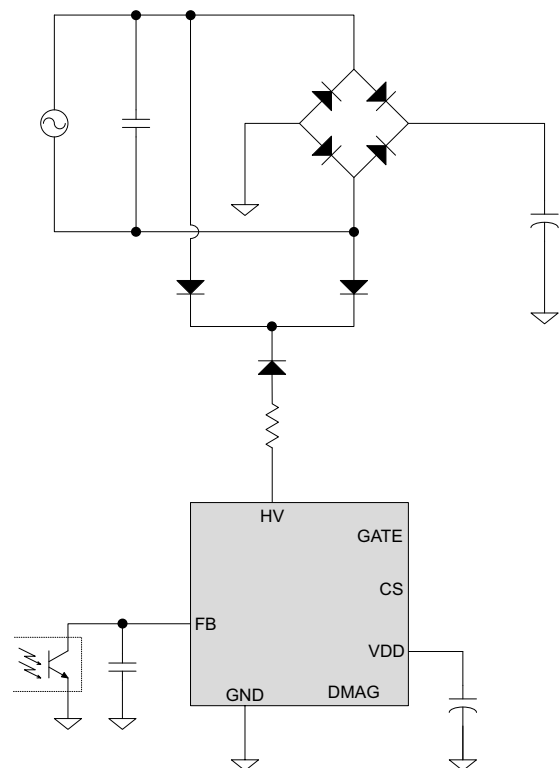 HV
GATE
CS
FB
VDD
GND
DMAG